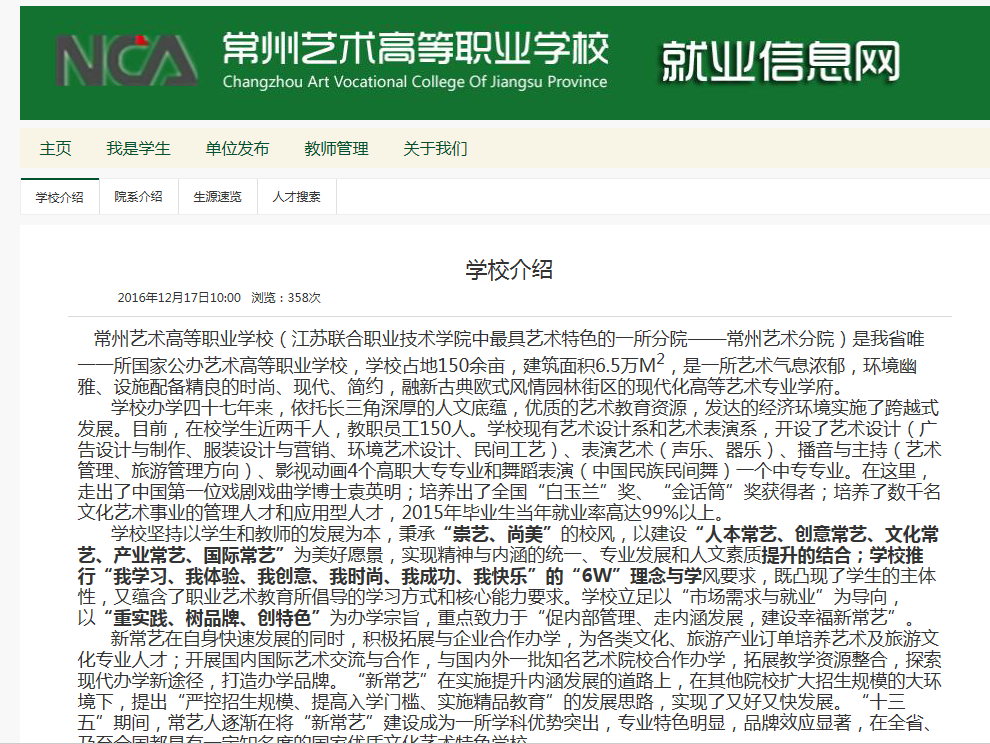 NCA 常州艺术高等职业学校 就业信息网
Changzhou Art Vocational College Of Jiangsu Province
主页 我是学生 单位发布 教师管理 关于我们
学校介绍 院系介绍 生源速览 人才搜索
学校介绍
2016年12月17日10:00 浏览：358次
常州艺术高等职业学校（江苏联合职业技术学院中最具艺术特色的一所分院——常州艺术分院）是我省唯
一一所国家公办艺术高等职业学校，学校占地150余亩，建筑面积6.5万M²，是一所艺术气息浓郁，环境幽
雅、设施配备精良的时尚、现代、简约，融新古典欧式风情园林街区的现代化高等艺术专业学府。
学校办学四十七年来，依托长三角深厚的人文底蕴，优质的艺术教育资源，发达的经济环境实施了跨越式
发展。目前，在校学生近两千人，教职员工150人。学校现有艺术设计系和艺术表演系，开设了艺术设计（广
告设计与制作、服装设计与营销、环境艺术设计、民间工艺）、表演艺术（声乐、器乐）、播音与主持（艺术
管理、旅游管理方向）、影视动画4个高职大专专业和舞蹈表演（中国民族民间舞）一个中专专业。在这里，
走出了中国第一位戏剧戏曲学博士袁英明；培养出了全国“白玉兰”奖、“金话筒”奖获得者；培养了数千名
文化艺术事业的管理人才和应用型人才，2015年毕业生当年就业率高达99%以上。
学校坚持以学生和教师的发展为本，秉承“崇艺、尚美”的校风，以建设“人本常艺、创意常艺、文化常
艺、产业常艺、国际常艺”为美好愿景，实现精神与内涵的统一、专业发展和人文素质提升的结合；学校推
行“我学习、我体验、我创意、我时尚、我成功、我快乐”的“6W”理念与学风要求，既凸现了学生的主体
性，又蕴含了职业艺术教育所倡导的学习方式和核心能力要求。学校立足以“市场需求与就业”为导向，
以“重实践、树品牌、创特色”为办学宗旨，重点致力于“促内部管理、走内涵发展，建设幸福新常艺”。
新常艺在自身快速发展的同时，积极拓展与企业合作办学，为各类文化、旅游产业订单培养艺术及旅游文
化专业人才；开展国内国际艺术交流与合作，与国内外一批知名艺术院校合作办学，拓展教学资源整合，探索
现代办学新途径，打造办学品牌。“新常艺”在实施提升内涵发展的道路上，在其他院校扩大招生规模的大环
境下，提出“严控招生规模、提高入学门槛、实施精品教育”的发展思路，实现了又好又快发展。“十三
五”期间，常艺人逐渐在将“新常艺”建设成为一所学科优势突出，专业特色明显，品牌效应显著，在全省、
乃至全国都具有一定知名度的国家优质文化艺术特色学校。